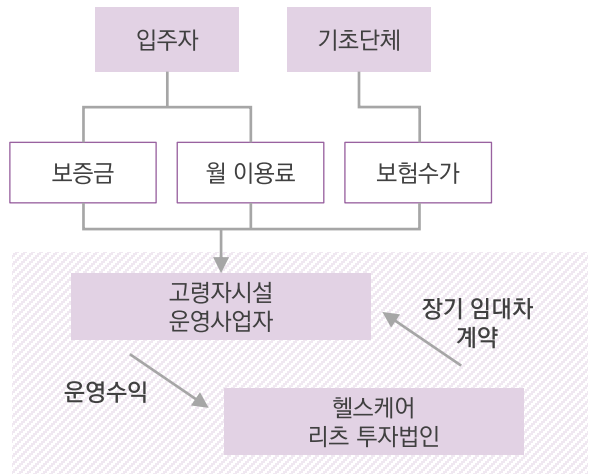 입주자
기초단체
보증금
월 이용료
보험수가
고령자시설
운영사업자
장기 임대차
계약
운영수익
헬스케어
리츠 투자법인